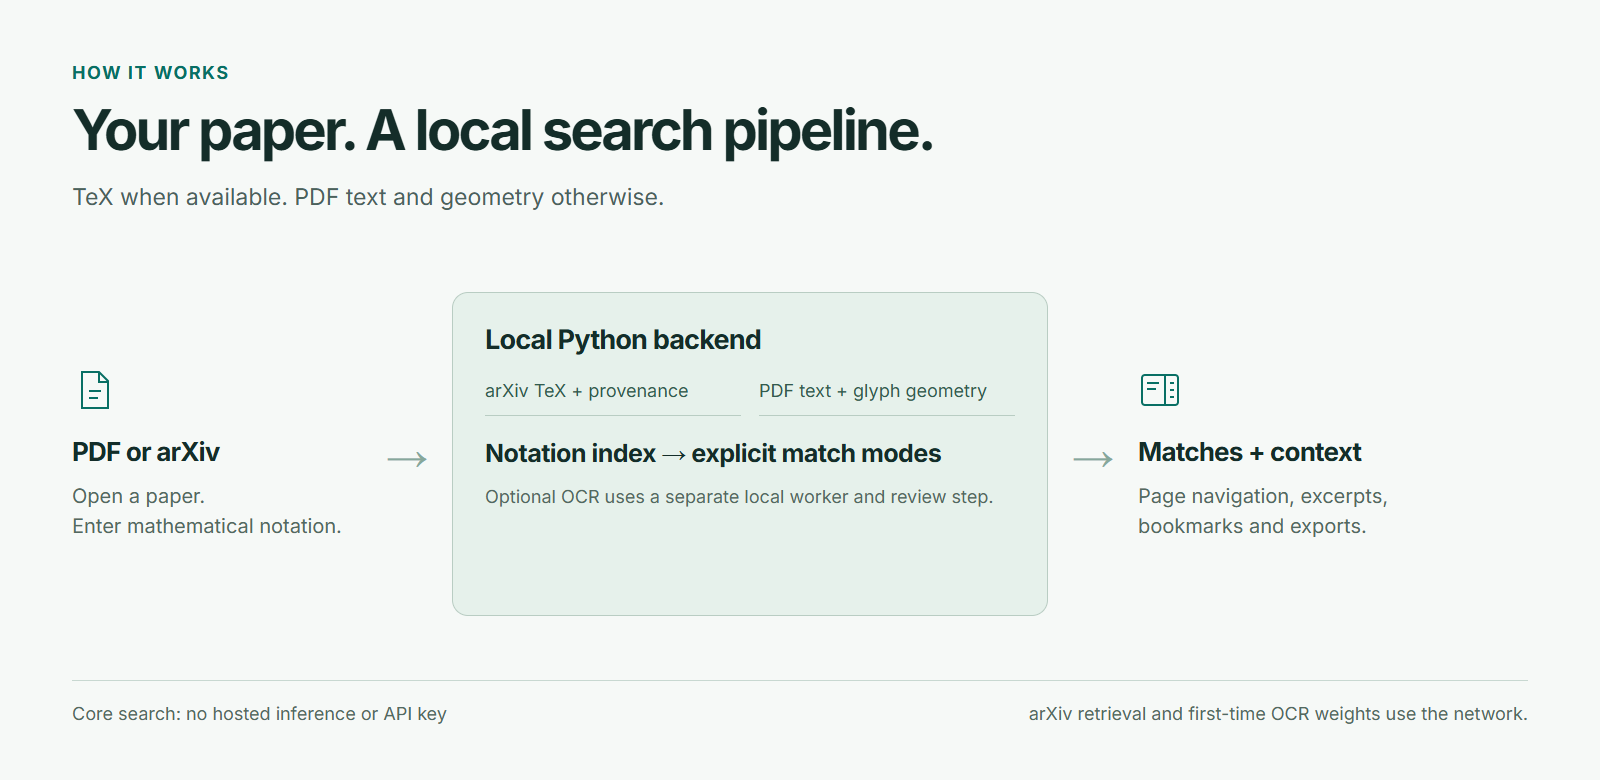 HOW IT WORKS
Your paper. A local search pipeline.
TeX when available. PDF text and geometry otherwise.
PDF or arXiv
Open a paper.
Enter mathematical notation.
Local Python backend
arXiv TeX + provenance
PDF text + glyph geometry
Notation index → explicit match modes
Optional OCR uses a separate local worker and review step.
Matches + context
Page navigation, excerpts,
bookmarks and exports.
Core search: no hosted inference or API key
arXiv retrieval and first-time OCR weights use the network.